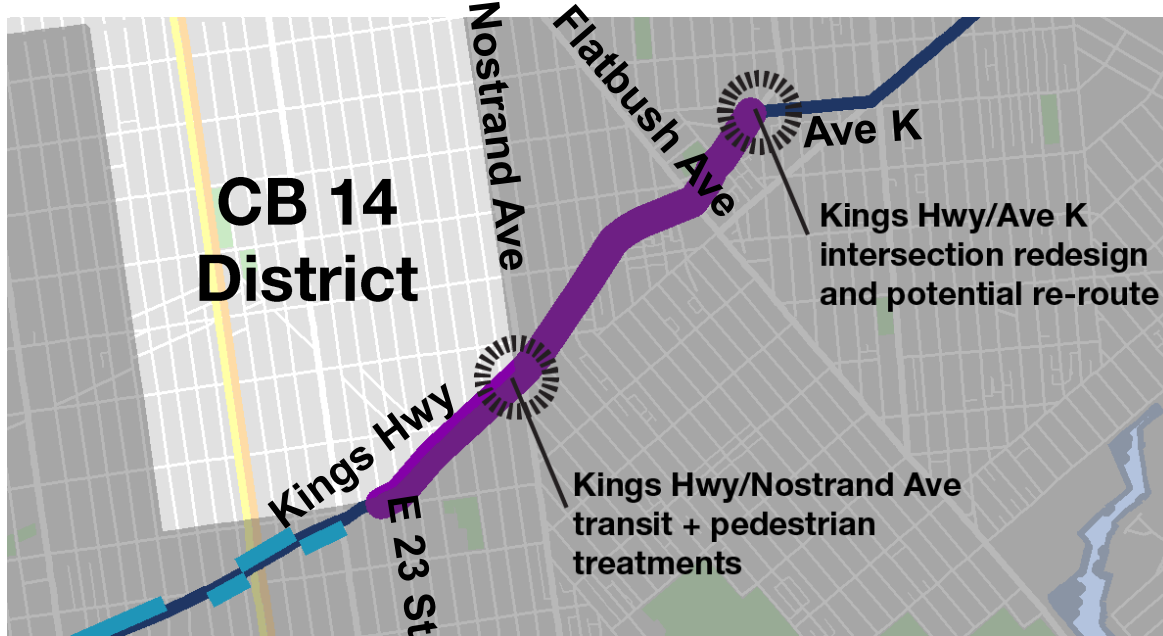 Nostrand Ave
Flatbush Ave
Ave K
CB 14
District
Kings Hwy/Ave K
intersection redesign
and potential re-route
Kings Hwy
E 23 St
Kings Hwy/Nostrand Ave
transit + pedestrian
treatments